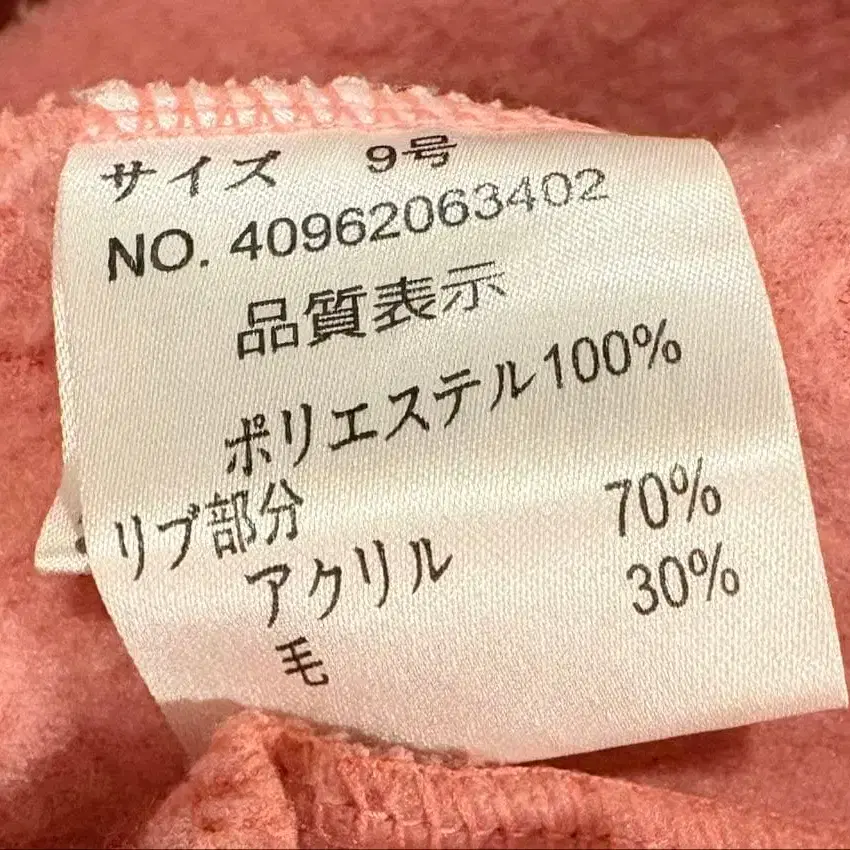 サイズ 9号
NO. 40962063402
品質表示
ポリエステル100%
リブ部分
アクリル 70%
毛 30%